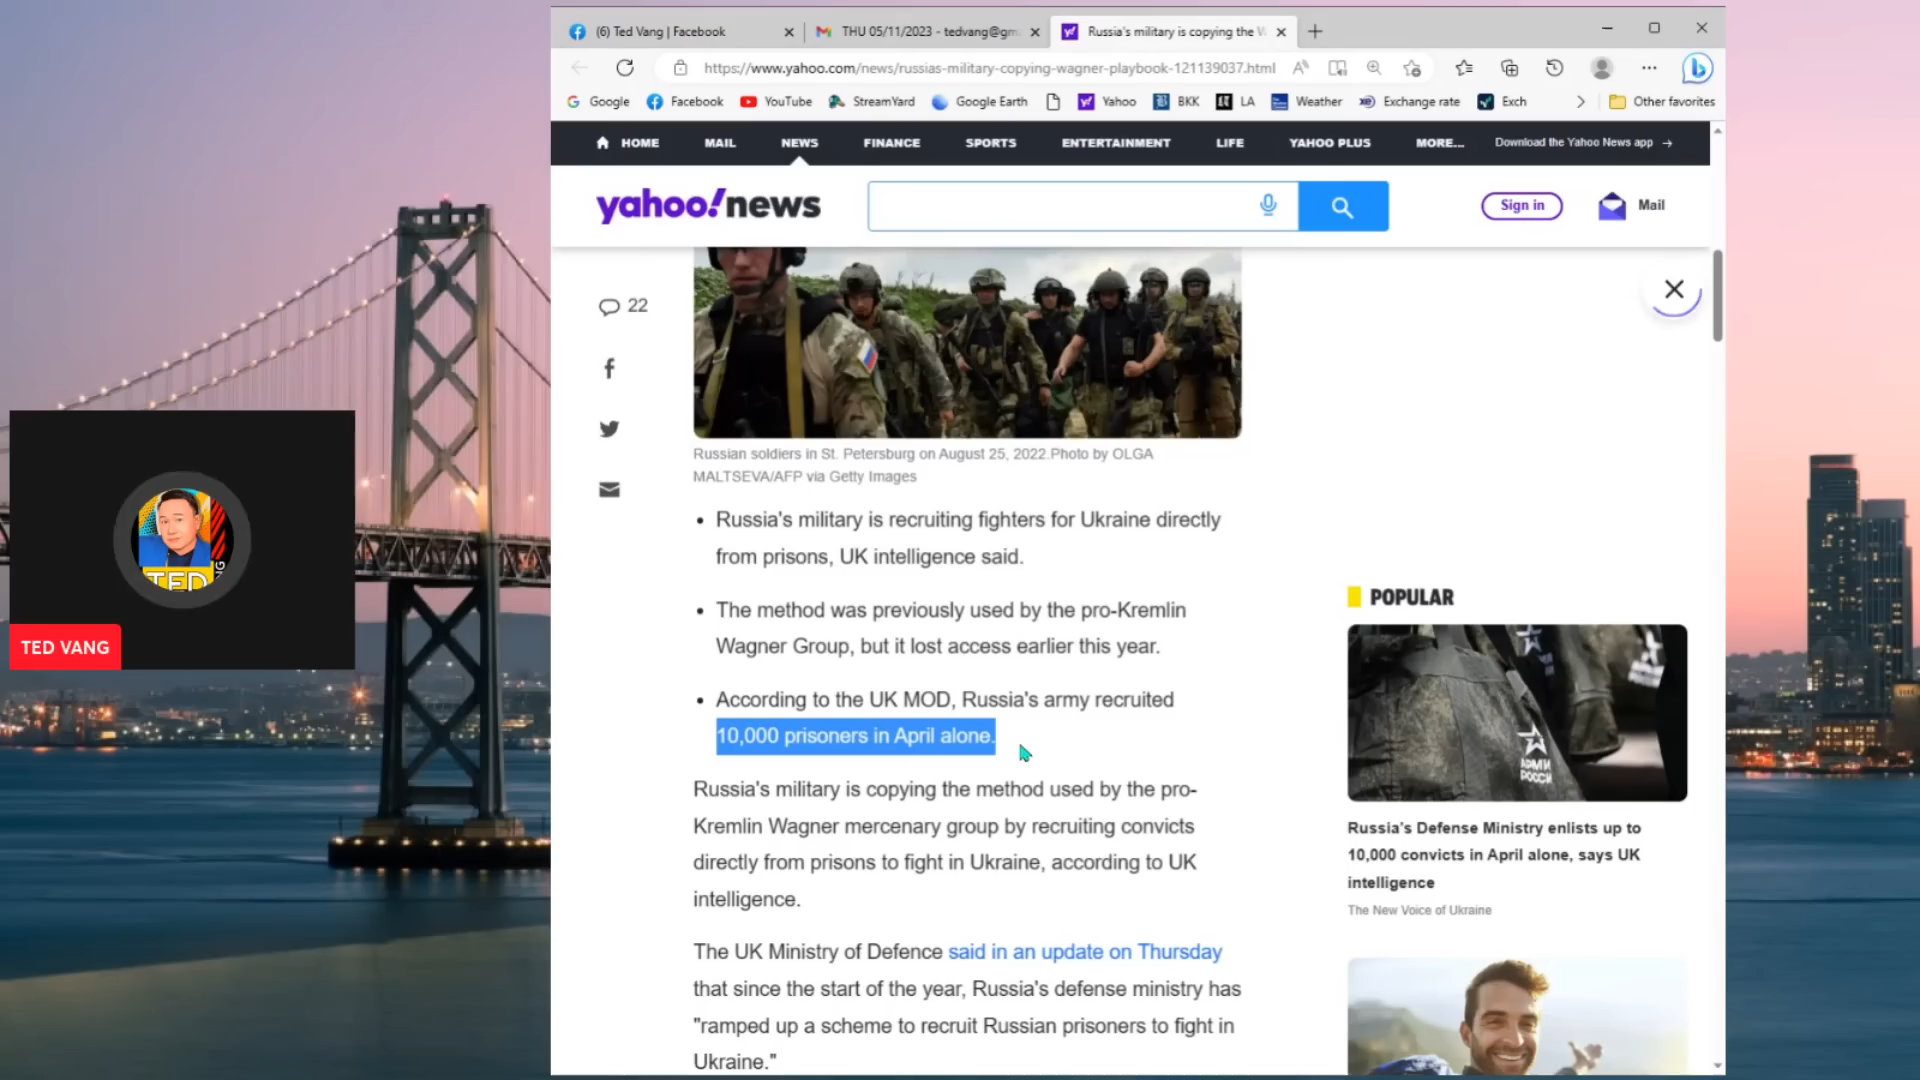 (6) Ted Vang | Facebook
THU 05/11/2023 - tedvang@gm
Russia's military is copying the W
https://www.yahoo.com/news/russias-military-copying-wagner-playbook-121139037.html
Google
Facebook
YouTube
StreamYard
Google Earth
Yahoo
BKK
LA
Weather
Exchange rate
Exch
Other favorites
HOME
MAIL
NEWS
FINANCE
SPORTS
ENTERTAINMENT
LIFE
YAHOO PLUS
MORE...
Download the Yahoo News app →
yahoo!news
Sign in
Mail
22
Russian soldiers in St. Petersburg on August 25, 2022.Photo by OLGA
MALTSEVA/AFP via Getty Images
• Russia's military is recruiting fighters for Ukraine directly
from prisons, UK intelligence said.
• The method was previously used by the pro-Kremlin
Wagner Group, but it lost access earlier this year.
• According to the UK MOD, Russia's army recruited
10,000 prisoners in April alone.
Russia's military is copying the method used by the pro-
Kremlin Wagner mercenary group by recruiting convicts
directly from prisons to fight in Ukraine, according to UK
intelligence.
The UK Ministry of Defence said in an update on Thursday
that since the start of the year, Russia's defense ministry has
"ramped up a scheme to recruit Russian prisoners to fight in
Ukraine."
POPULAR
АРМИ
РОССИ
Russia's Defense Ministry enlists up to
10,000 convicts in April alone, says UK
intelligence
The New Voice of Ukraine
TED
NG
TED VANG